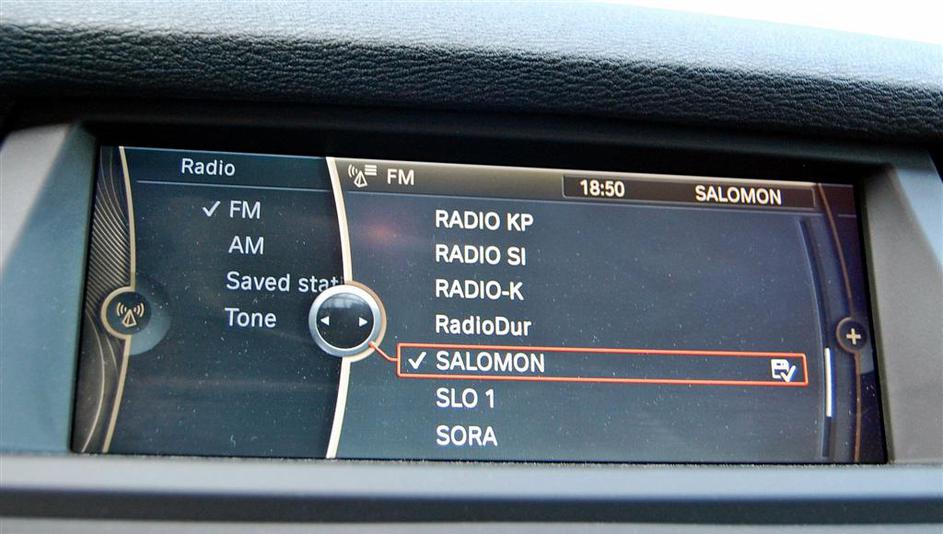 Radio
FM
AM
Saved stati
Tone
FM
18:50
SALOMON
RADIO KP
RADIO SI
RADIO-K
RadioDur
SALOMON
SLO 1
SORA